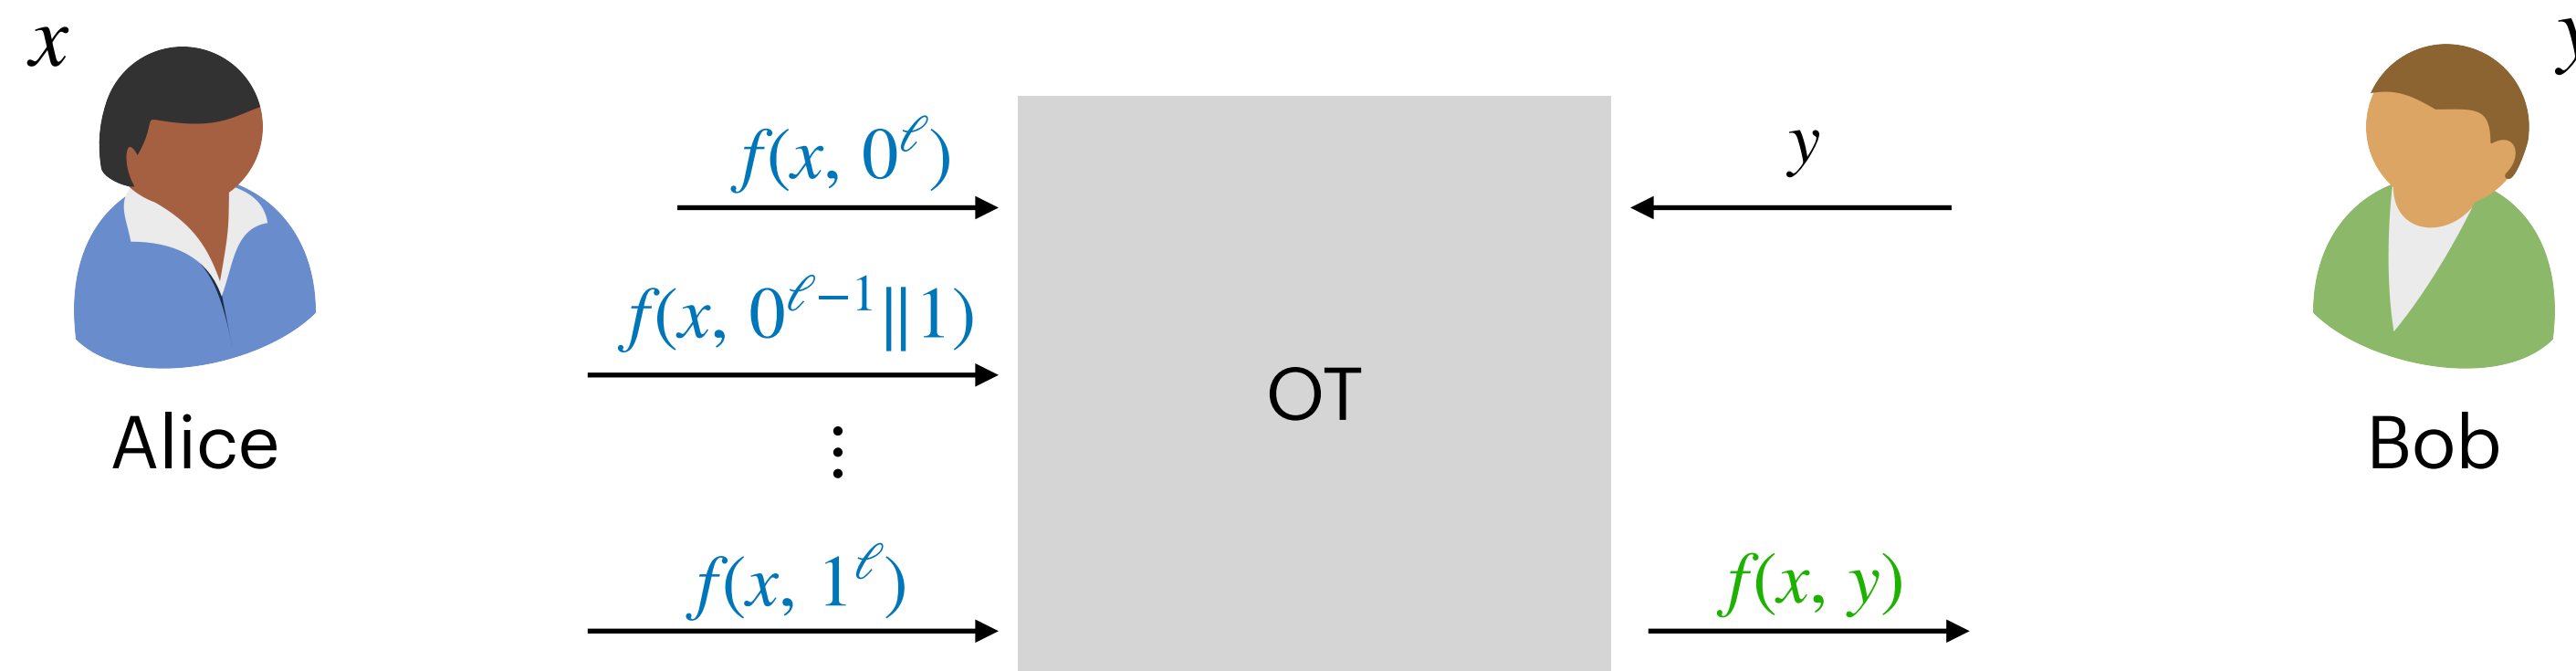 x
y
f(x, 0^ℓ)
y
f(x, 0^{ℓ−1}∥1)
OT
Alice
Bob
⋮
f(x, 1^ℓ)
f(x, y)